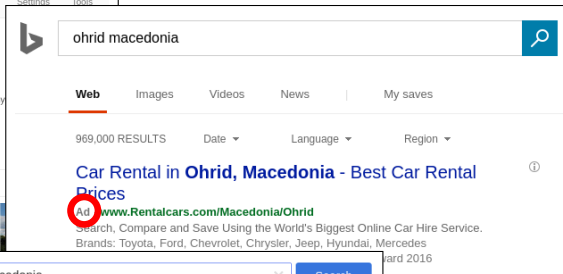 Settings Tools
ohrid macedonia
Web Images Videos News My saves
969,000 RESULTS Date Language Region
Car Rental in Ohrid, Macedonia - Best Car Rental
Prices
Ad www.Rentalcars.com/Macedonia/Ohrid
Search, Compare and Save Using the World's Biggest Online Car Hire Service.
Brands: Toyota, Ford, Chevrolet, Chrysler, Jeep, Hyundai, Mercedes
ward 2016
edonia Search